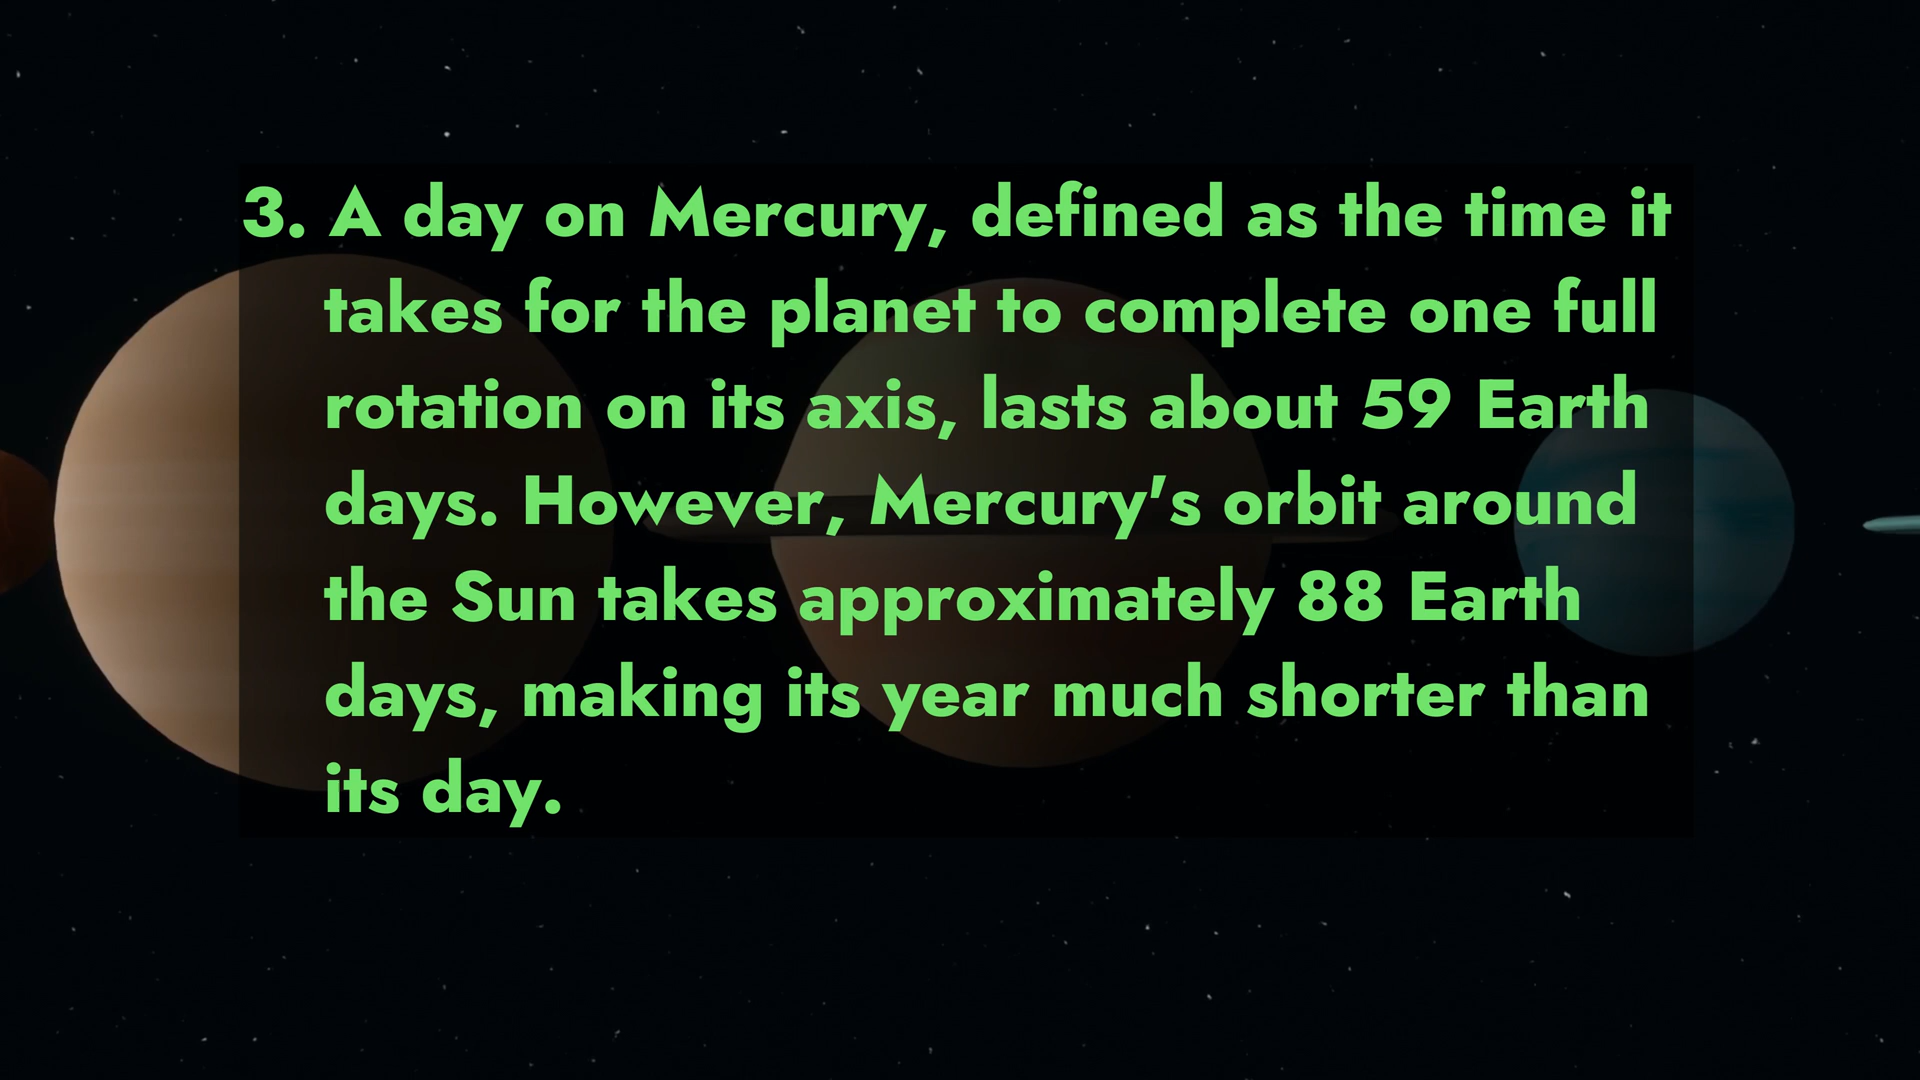 3. A day on Mercury, defined as the time it
takes for the planet to complete one full
rotation on its axis, lasts about 59 Earth
days. However, Mercury's orbit around
the Sun takes approximately 88 Earth
days, making its year much shorter than
its day.